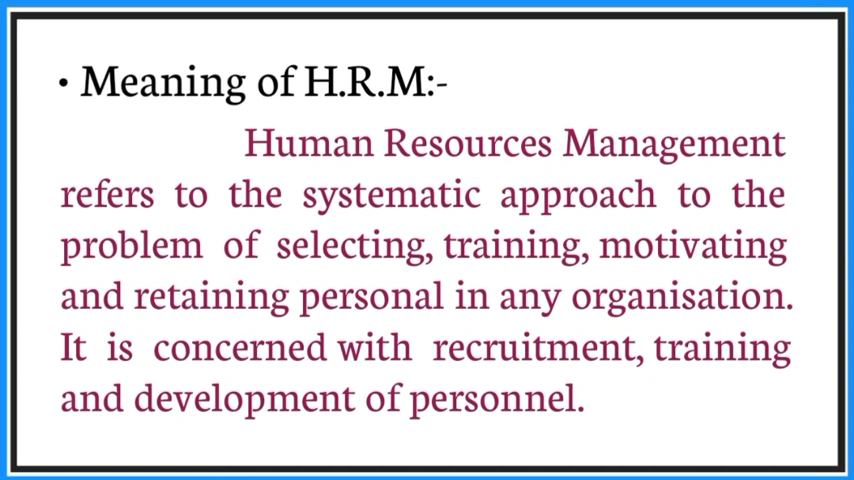 • Meaning of H.R.M:-
Human Resources Management
refers to the systematic approach to the
problem of selecting, training, motivating
and retaining personal in any organisation.
It is concerned with recruitment, training
and development of personnel.